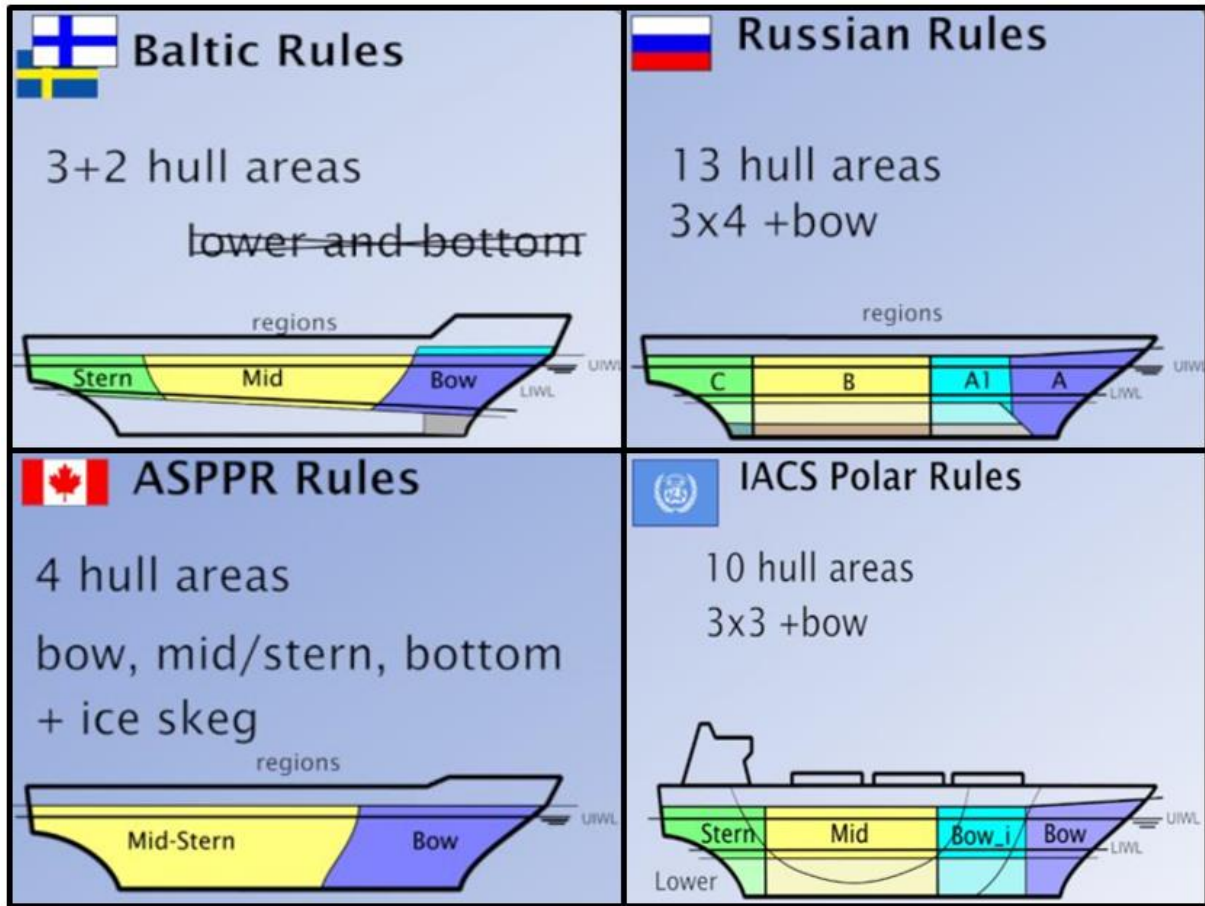 Baltic Rules
3+2 hull areas
lower and bottom
regions
Stern
Mid
Bow
UIWL
LIWL
Russian Rules
13 hull areas
3x4 +bow
regions
C
B
A1
A
UIWL
LIWL
ASPPR Rules
4 hull areas
bow, mid/stern, bottom
+ ice skeg
regions
Mid-Stern
Bow
UIWL
IACS Polar Rules
10 hull areas
3x3 +bow
Stern
Mid
Bow_i
Bow
UIWL
LIWL
Lower